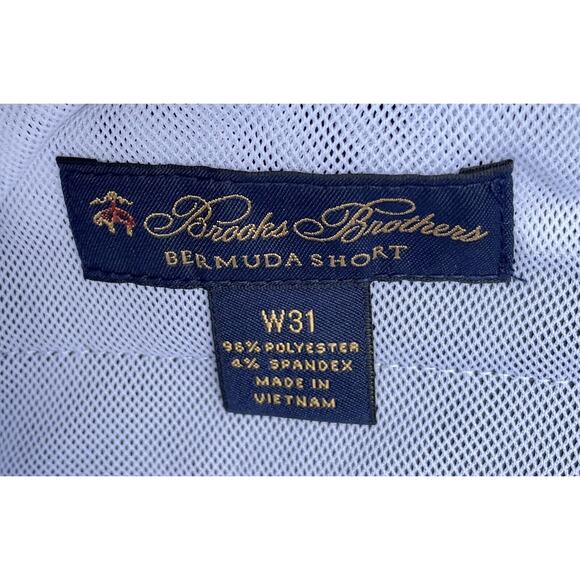 Brooks Brothers
BERMUDA SHORT
W31
96% POLYESTER
4% SPANDEX
MADE IN
VIETNAM